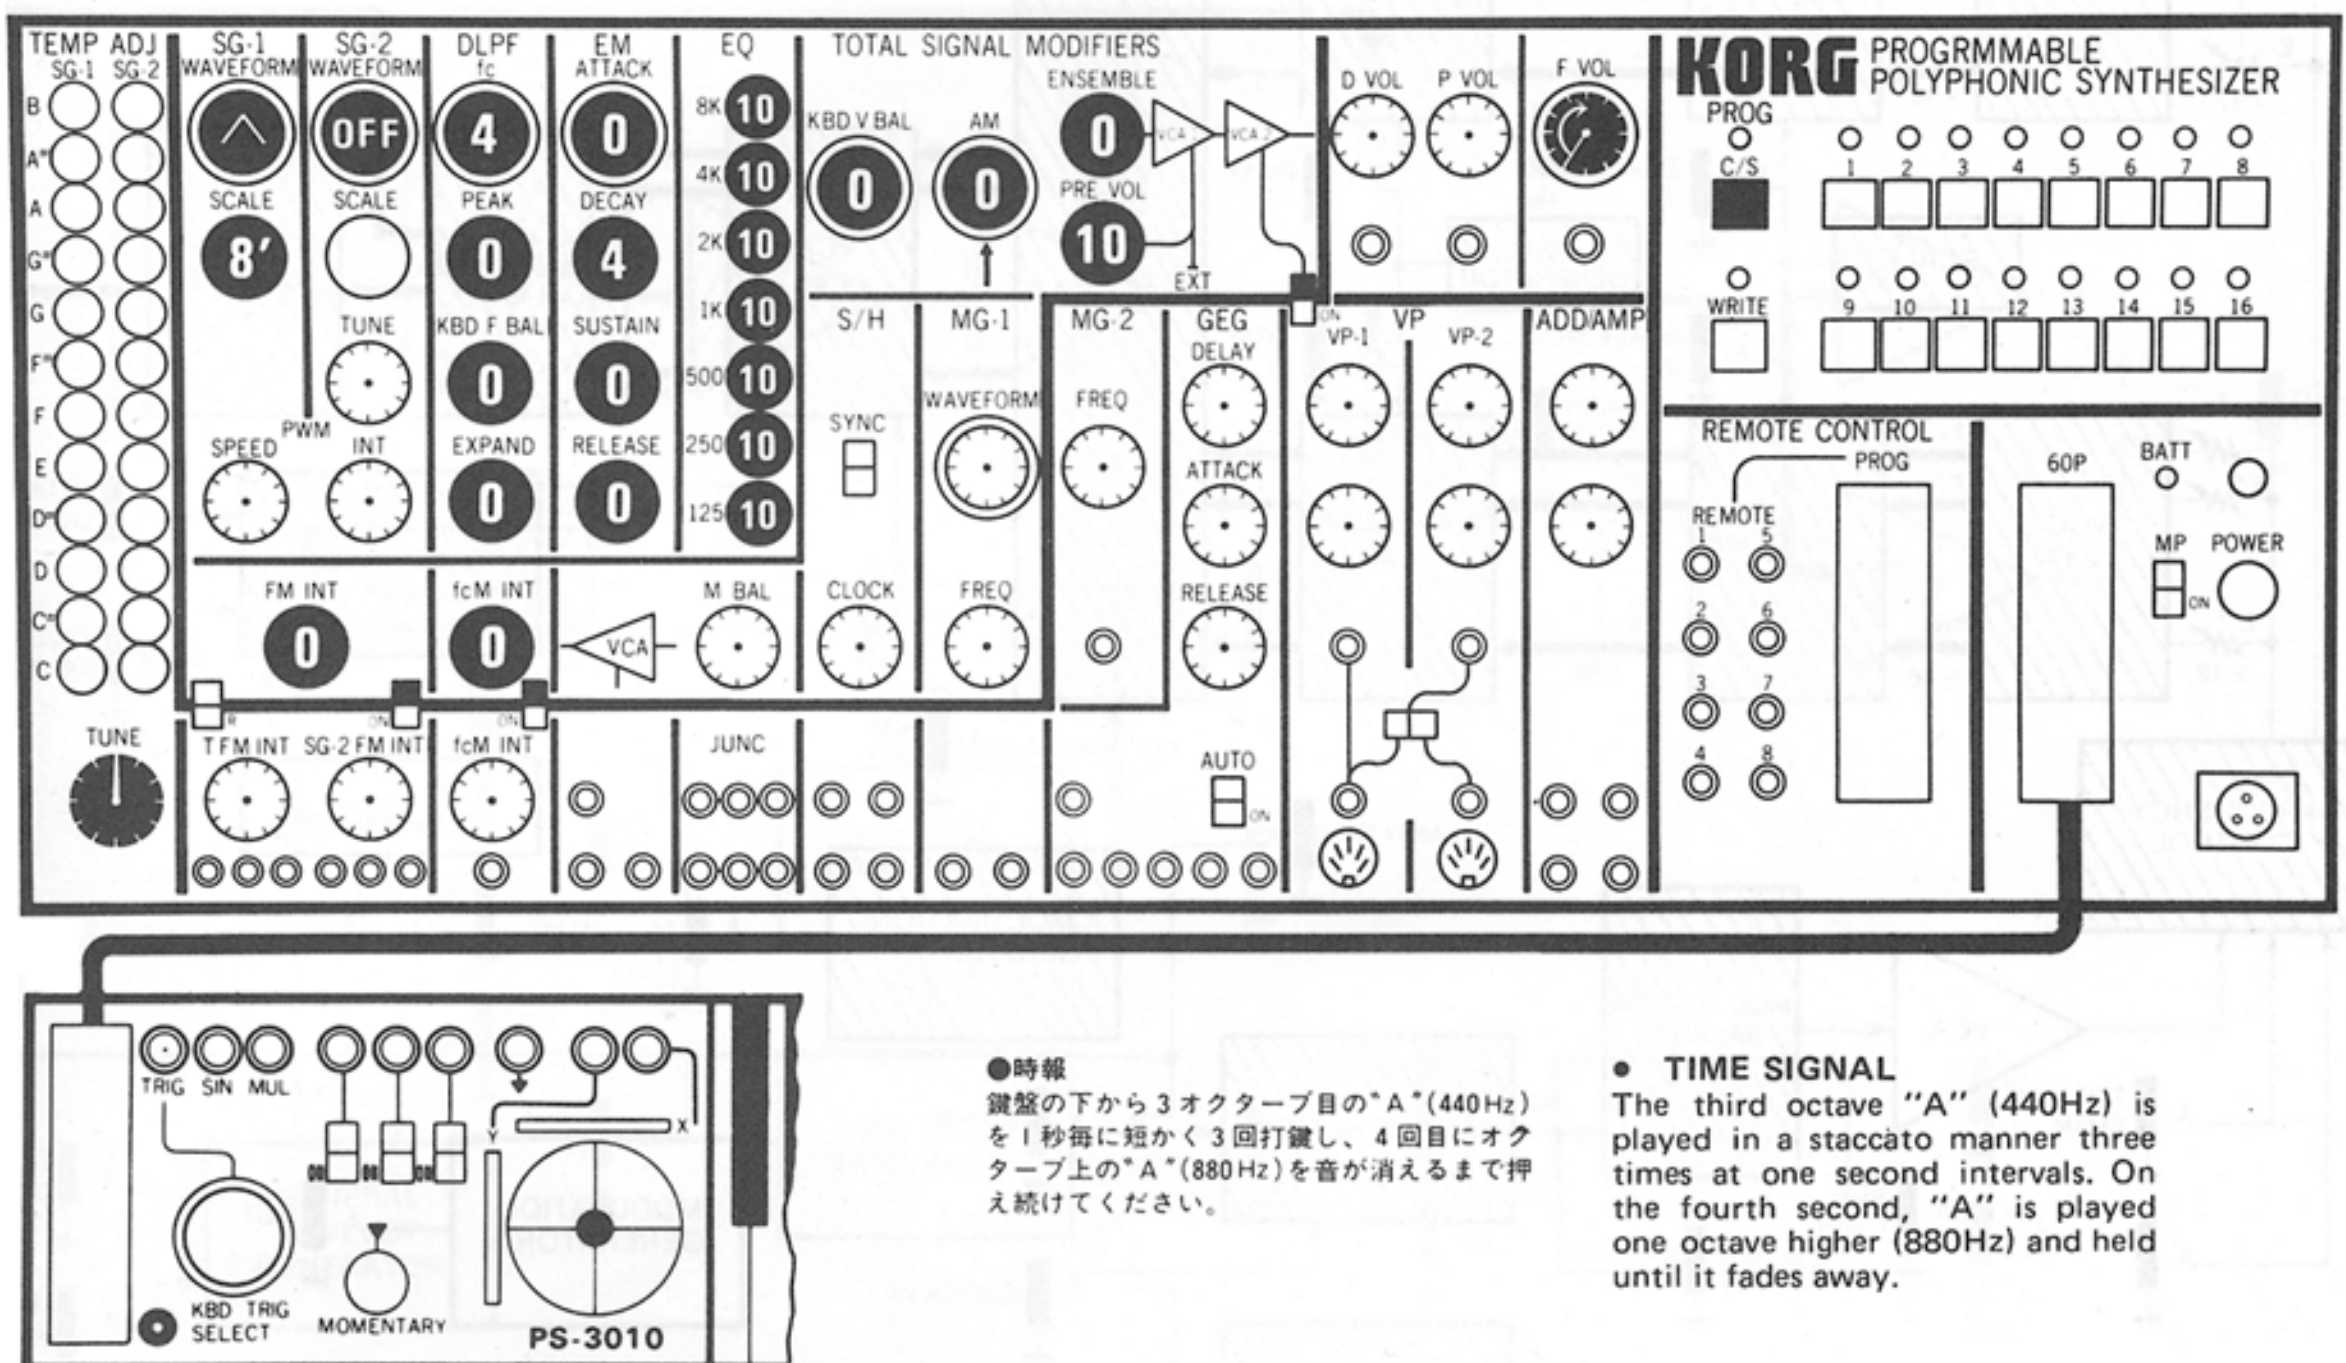 TEMP ADJ
SG-1 SG-2
B
A#
A
G#
G
F#
F
E
D#
D
C#
C
TUNE
SG-1
WAVEFORM
SCALE
8'
SPEED
SG-2
WAVEFORM
OFF
SCALE
TUNE
PWM
INT
DLPF
fc
4
PEAK
0
KBD F BAL
0
EXPAND
0
EM
ATTACK
0
DECAY
4
SUSTAIN
0
RELEASE
0
EQ
8K 10
4K 10
2K 10
1K 10
500 10
250 10
125 10
FM INT
0
fcM INT
0
VCA
M BAL
R
ON
ON
T FM INT SG-2 FM INT
fcM INT
JUNC
TOTAL SIGNAL MODIFIERS
KBD V BAL
0
AM
0
ENSEMBLE
0
VCA 1
VCA 2
PRE VOL
10
EXT
ON
S/H
SYNC
CLOCK
MG-1
WAVEFORM
FREQ
MG-2
FREQ
GEG
DELAY
ATTACK
RELEASE
AUTO
ON
D VOL
P VOL
F VOL
VP
VP-1
VP-2
ADD/AMP
KORG PROGRMMABLE
POLYPHONIC SYNTHESIZER
PROG
C/S
1 2 3 4 5 6 7 8
WRITE
9 10 11 12 13 14 15 16
REMOTE CONTROL
PROG
REMOTE
1 5
2 6
3 7
4 8
60P
BATT
MP
ON
POWER
TRIG SIN MUL
Y
X
KBD TRIG
SELECT
MOMENTARY
PS-3010
●時報
鍵盤の下から3オクターブ目の"A"(440Hz)
を1秒毎に短かく3回打鍵し、4回目にオク
ターブ上の"A"(880Hz)を音が消えるまで押
え続けてください。
• TIME SIGNAL
The third octave "A" (440Hz) is
played in a staccato manner three
times at one second intervals. On
the fourth second, "A" is played
one octave higher (880Hz) and held
until it fades away.